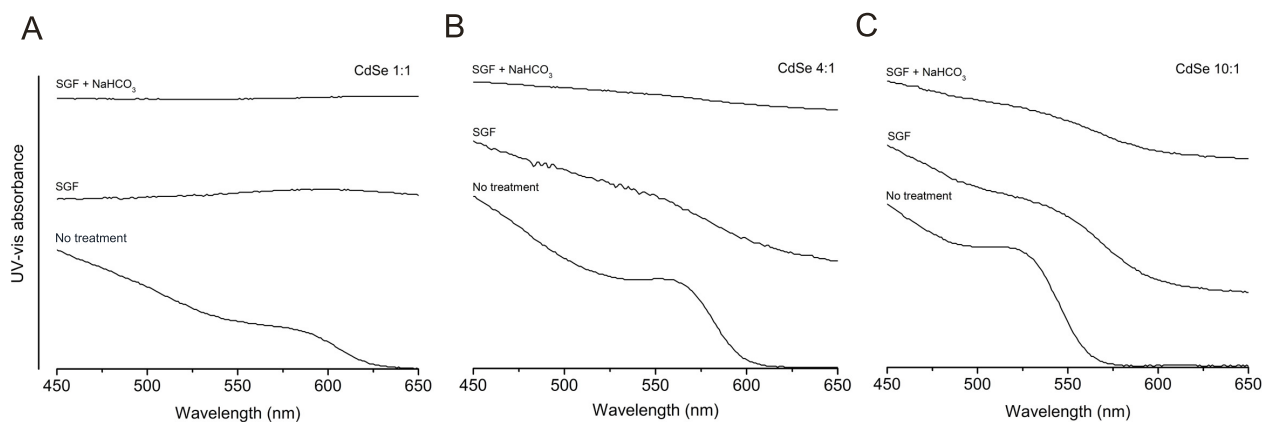 A
B
C
UV-vis absorbance
CdSe 1:1
SGF + NaHCO3
SGF
No treatment
450 500 550 600 650
Wavelength (nm)
CdSe 4:1
SGF + NaHCO3
SGF
No treatment
450 500 550 600 650
Wavelength (nm)
CdSe 10:1
SGF + NaHCO3
SGF
No treatment
450 500 550 600 650
Wavelength (nm)